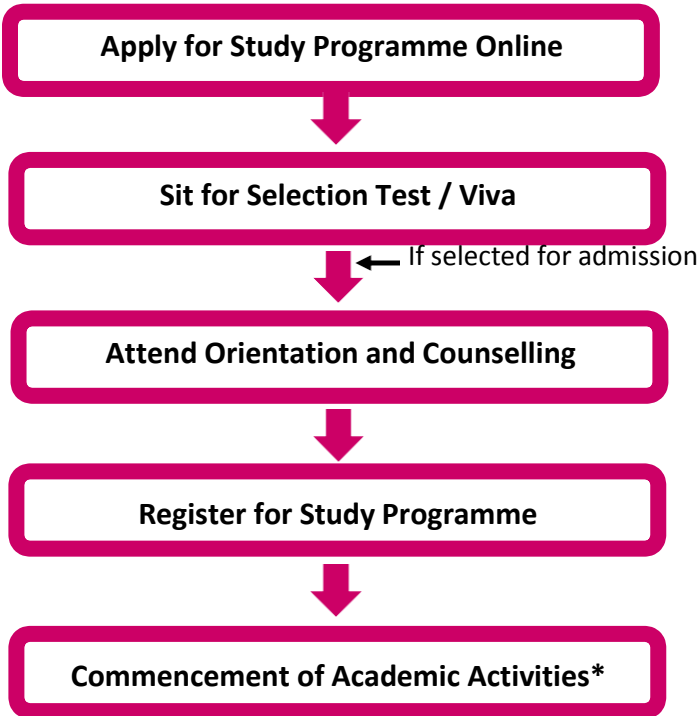 Apply for Study Programme Online
Sit for Selection Test / Viva
If selected for admission
Attend Orientation and Counselling
Register for Study Programme
Commencement of Academic Activities*